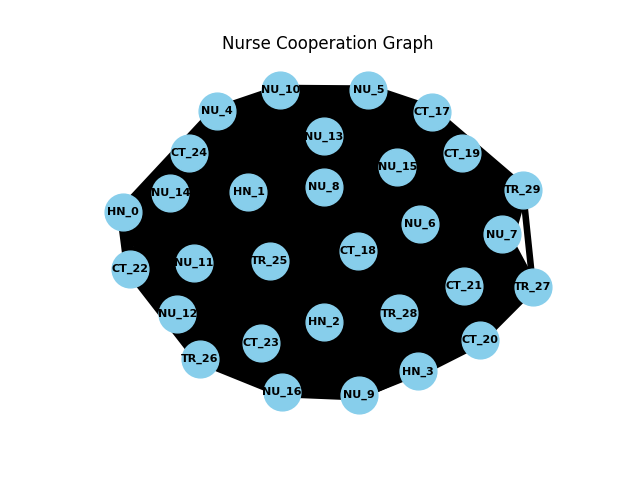 Nurse Cooperation Graph
NU_10
NU_5
NU_4
CT_17
NU_13
CT_24
CT_19
NU_15
NU_14
HN_1
NU_8
TR_29
HN_0
NU_6
NU_7
CT_18
NU_11
TR_25
CT_22
CT_21
TR_27
NU_12
TR_28
HN_2
CT_20
CT_23
TR_26
HN_3
NU_16
NU_9